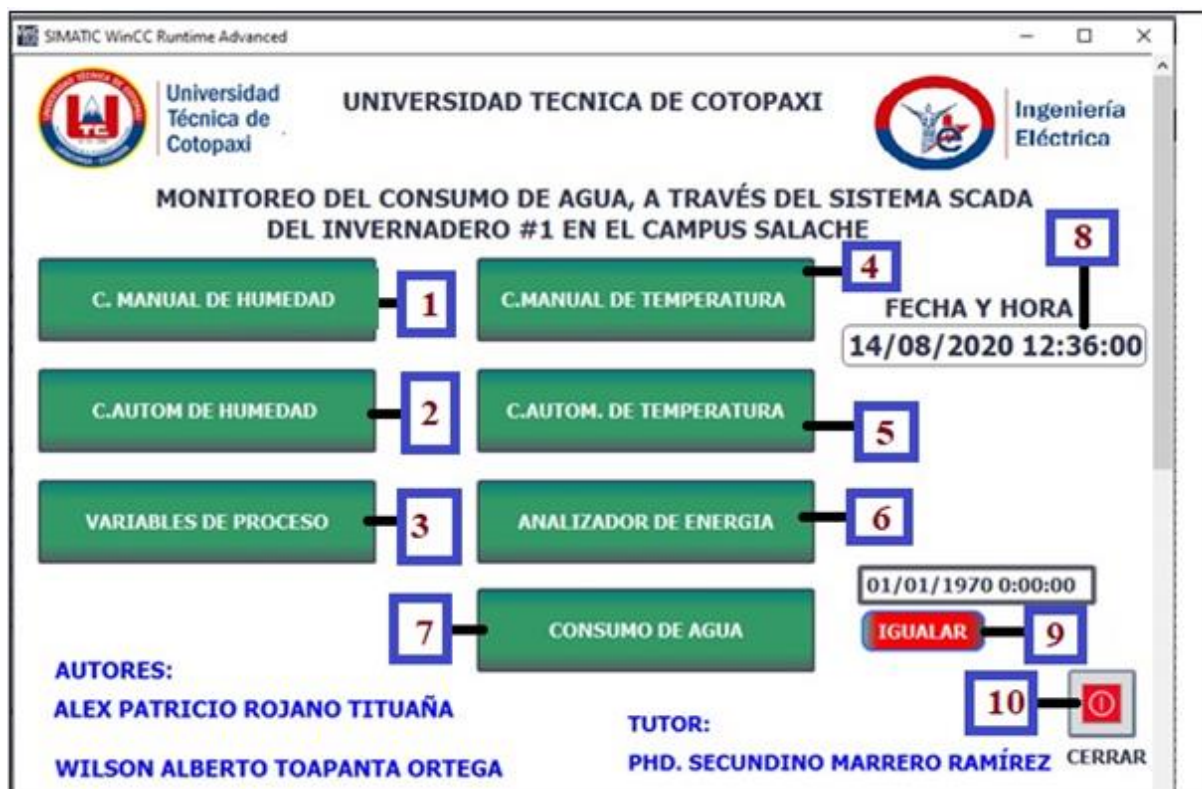 SIMATIC WinCC Runtime Advanced
Universidad
Técnica de
Cotopaxi
UNIVERSIDAD TECNICA DE COTOPAXI
Ingeniería
Eléctrica
MONITOREO DEL CONSUMO DE AGUA, A TRAVÉS DEL SISTEMA SCADA
DEL INVERNADERO #1 EN EL CAMPUS SALACHE
8
C. MANUAL DE HUMEDAD
1
C.MANUAL DE TEMPERATURA
4
FECHA Y HORA
14/08/2020 12:36:00
C.AUTOM DE HUMEDAD
2
C.AUTOM. DE TEMPERATURA
5
VARIABLES DE PROCESO
3
ANALIZADOR DE ENERGIA
6
01/01/1970 0:00:00
7
CONSUMO DE AGUA
IGUALAR
9
AUTORES:
ALEX PATRICIO ROJANO TITUAÑA
WILSON ALBERTO TOAPANTA ORTEGA
TUTOR:
PHD. SECUNDINO MARRERO RAMÍREZ
10
CERRAR